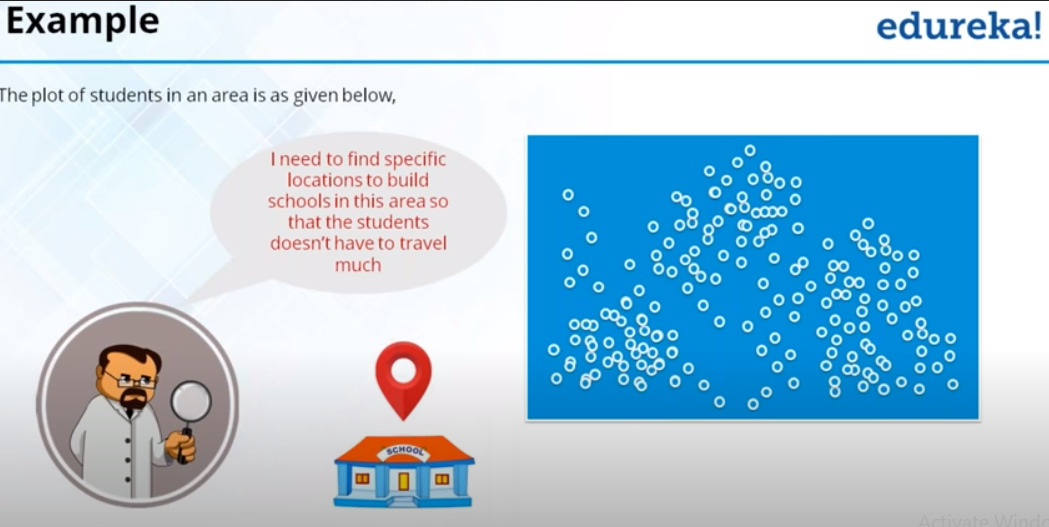 Example
edureka!
The plot of students in an area is as given below,
I need to find specific
locations to build
schools in this area so
that the students
doesn't have to travel
much
SCHOOL
Activate Windo